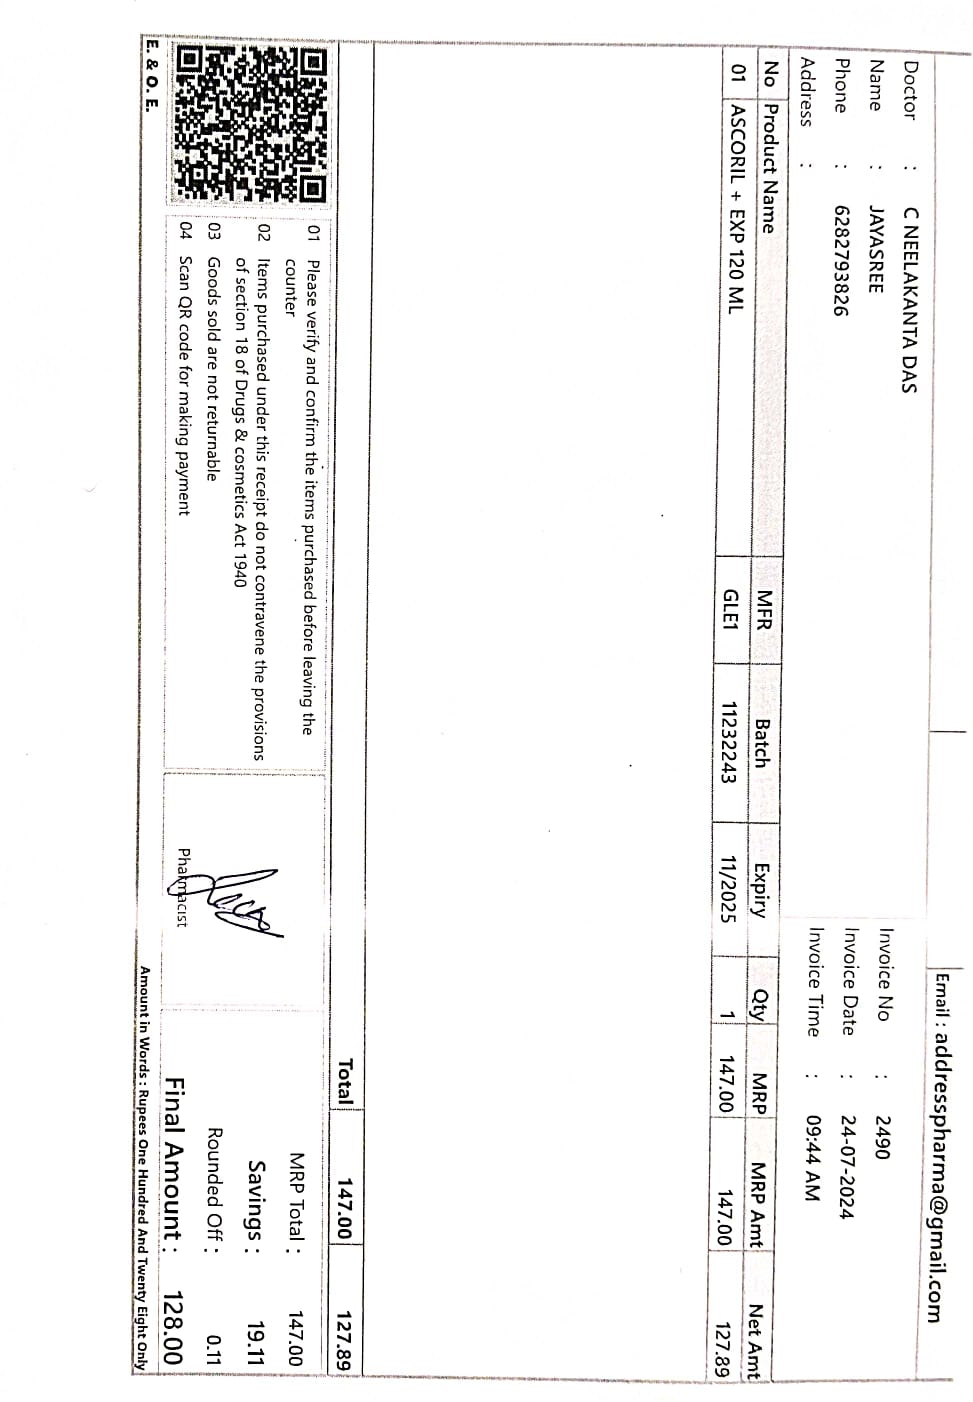 Email : addresspharma@gmail.com
Doctor : C NEELAKANTA DAS
Name : JAYASREE
Phone : 6282793826
Address :
Invoice No : 2490
Invoice Date : 24-07-2024
Invoice Time : 09:44 AM
No Product Name MFR Batch Expiry Qty MRP MRP Amt Net Amt
01 ASCORIL + EXP 120 ML GLE1 11232243 11/2025 1 147.00 147.00 127.89
Total 147.00 127.89
01 Please verify and confirm the items purchased before leaving the
counter
02 Items purchased under this receipt do not contravene the provisions
of section 18 of Drugs & cosmetics Act 1940
03 Goods sold are not returnable
04 Scan QR code for making payment
Pharmacist
MRP Total : 147.00
Savings : 19.11
Rounded Off : 0.11
Final Amount : 128.00
E. & O. E.
Amount in Words : Rupees One Hundred And Twenty Eight Only